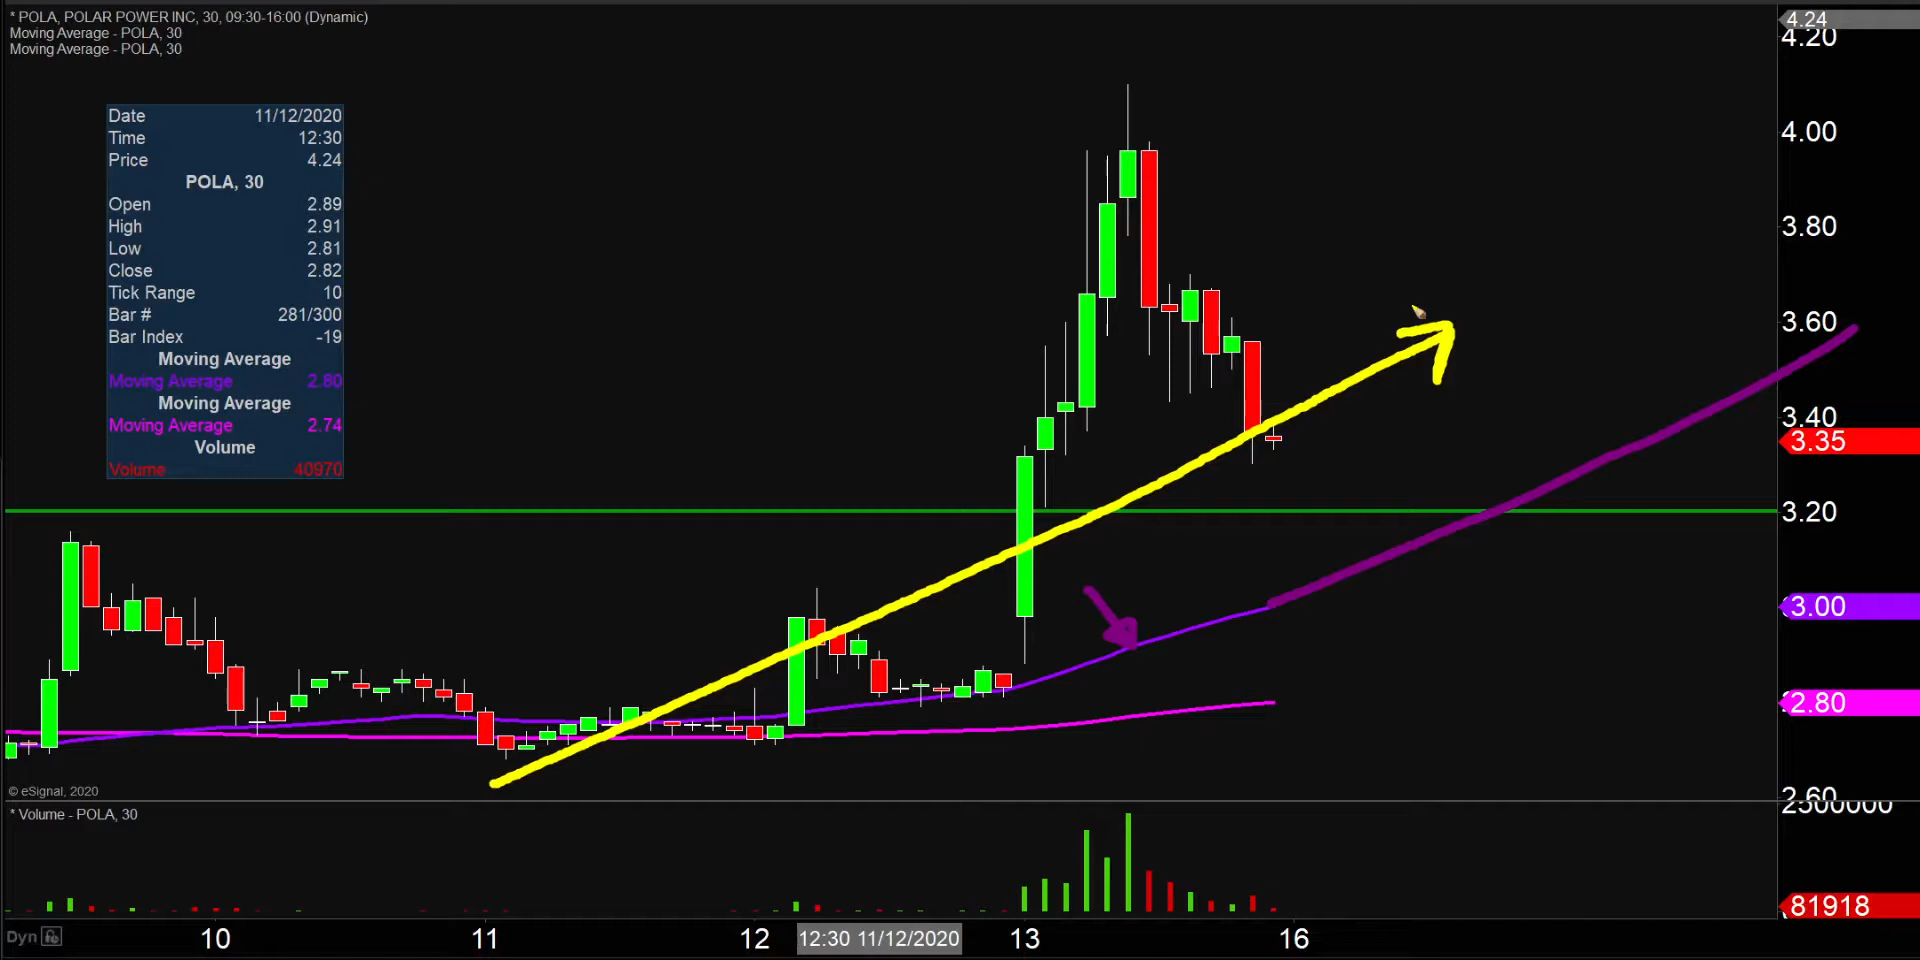 * POLA, POLAR POWER INC, 30, 09:30-16:00 (Dynamic)
Moving Average - POLA, 30
Moving Average - POLA, 30
Date 11/12/2020
Time 12:30
Price 4.24
POLA, 30
Open 2.89
High 2.91
Low 2.81
Close 2.82
Tick Range 10
Bar # 281/300
Bar Index -19
Moving Average
Moving Average 2.80
Moving Average
Moving Average 2.74
Volume
Volume 40970
4.24
4.20
4.00
3.80
3.60
3.40
3.35
3.20
3.00
2.80
2.60
© eSignal, 2020
* Volume - POLA, 30
2500000
81918
Dyn
10 11 12 12:30 11/12/2020 13 16